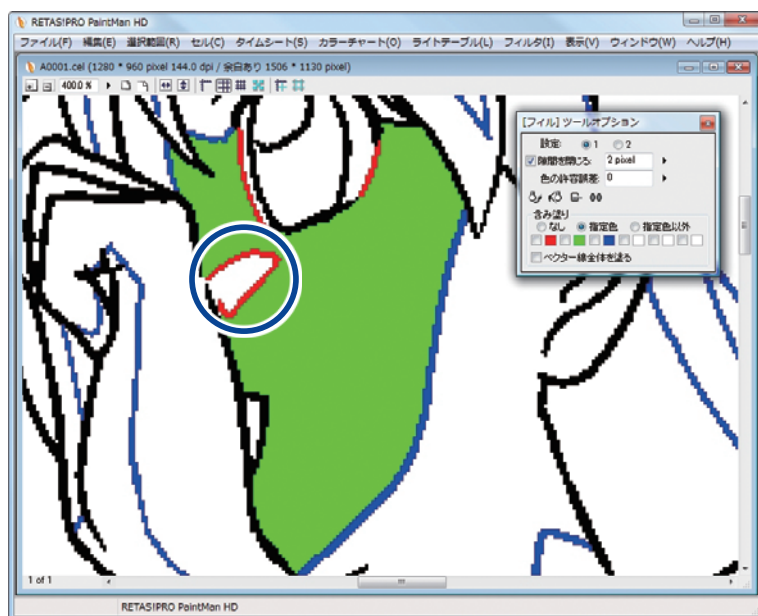 RETAS!PRO PaintMan HD
ファイル(F) 編集(E) 選択範囲(R) セル(C) タイムシート(S) カラーチャート(O) ライトテーブル(L) フィルタ(I) 表示(V) ウィンドウ(W) ヘルプ(H)
A0001.cel (1280 * 960 pixel 144.0 dpi / 余白あり 1506 * 1130 pixel)
400.0 %
[フィル] ツールオプション
設定: 1 2
隙間を閉じる: 2 pixel
色の許容誤差: 0
含み塗り
なし 指定色 指定色以外
ベクター線全体を塗る
1 of 1
RETAS!PRO PaintMan HD